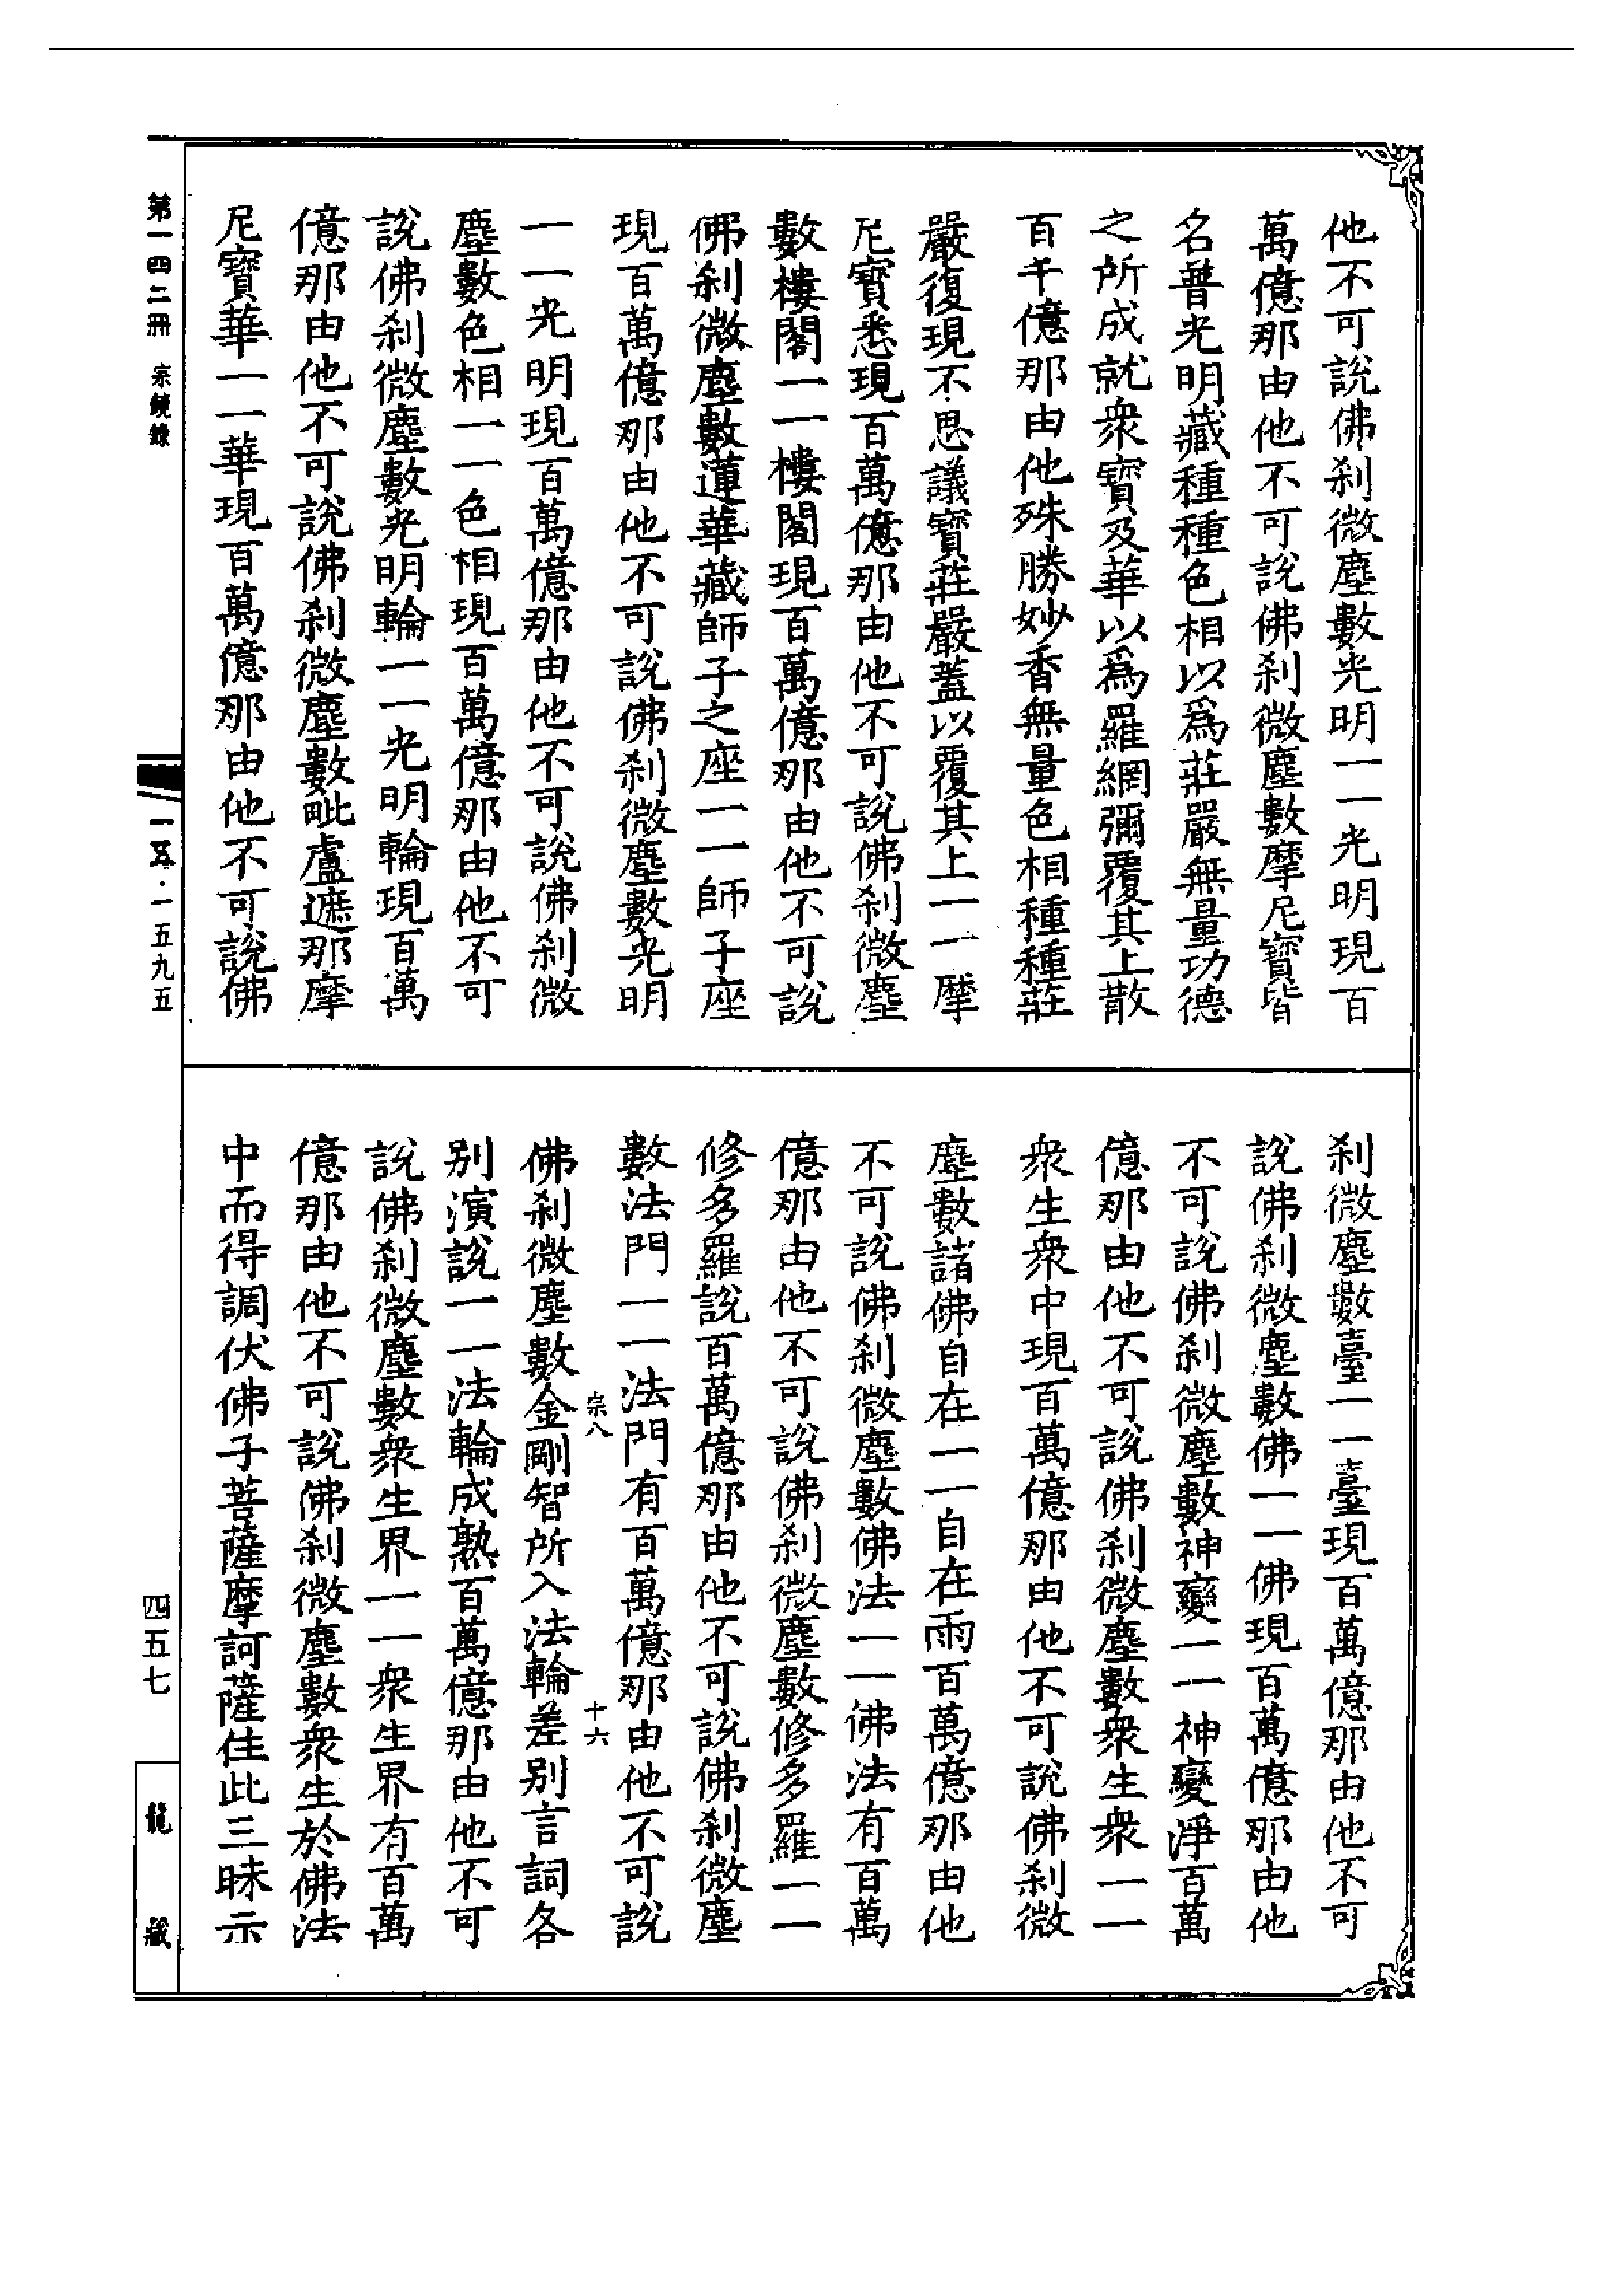 他不可說佛剎微塵數光明一一光明現百
萬億那由他不可說佛剎微塵數摩尼寶皆
名普光明藏種種色相以爲莊嚴無量功德
之所成就衆寶及華以爲羅網彌覆其上散
百千億那由他殊勝妙香無量色相種種莊
嚴復現不思議寶莊嚴蓋以覆其上一一摩
尼寶悉現百萬億那由他不可說佛剎微塵
數樓閣一一樓閣現百萬億那由他不可說
佛剎微塵數蓮華藏師子之座一一師子座
現百萬億那由他不可說佛剎微塵數光明
一一光明現百萬億那由他不可說佛剎微
塵數色相一一色相現百萬億那由他不可
說佛剎微塵數光明輪一一光明輪現百萬
億那由他不可說佛剎微塵數毗盧遮那摩
尼寶華一一華現百萬億那由他不可說佛
剎微塵數臺一一臺現百萬億那由他不可
說佛剎微塵數佛一一佛現百萬億那由他
不可說佛剎微塵數神變一一神變淨百萬
億那由他不可說佛剎微塵數衆生衆一一
衆生衆中現百萬億那由他不可說佛剎微
塵數諸佛自在一一自在雨百萬億那由他
不可說佛剎微塵數佛法一一佛法有百萬
億那由他不可說佛剎微塵數修多羅一一
修多羅說百萬億那由他不可說佛剎微塵
數法門一一法門有百萬億那由他不可說
宗八 十六
佛剎微塵數金剛智所入法輪差別言詞各
別演說一一法輪成熟百萬億那由他不可
說佛剎微塵數衆生界一一衆生界有百萬
億那由他不可說佛剎微塵數衆生於佛法
中而得調伏佛子菩薩摩訶薩住此三昧示
第一四二冊 宗鏡錄
一五·一五九五
四五七
龍藏